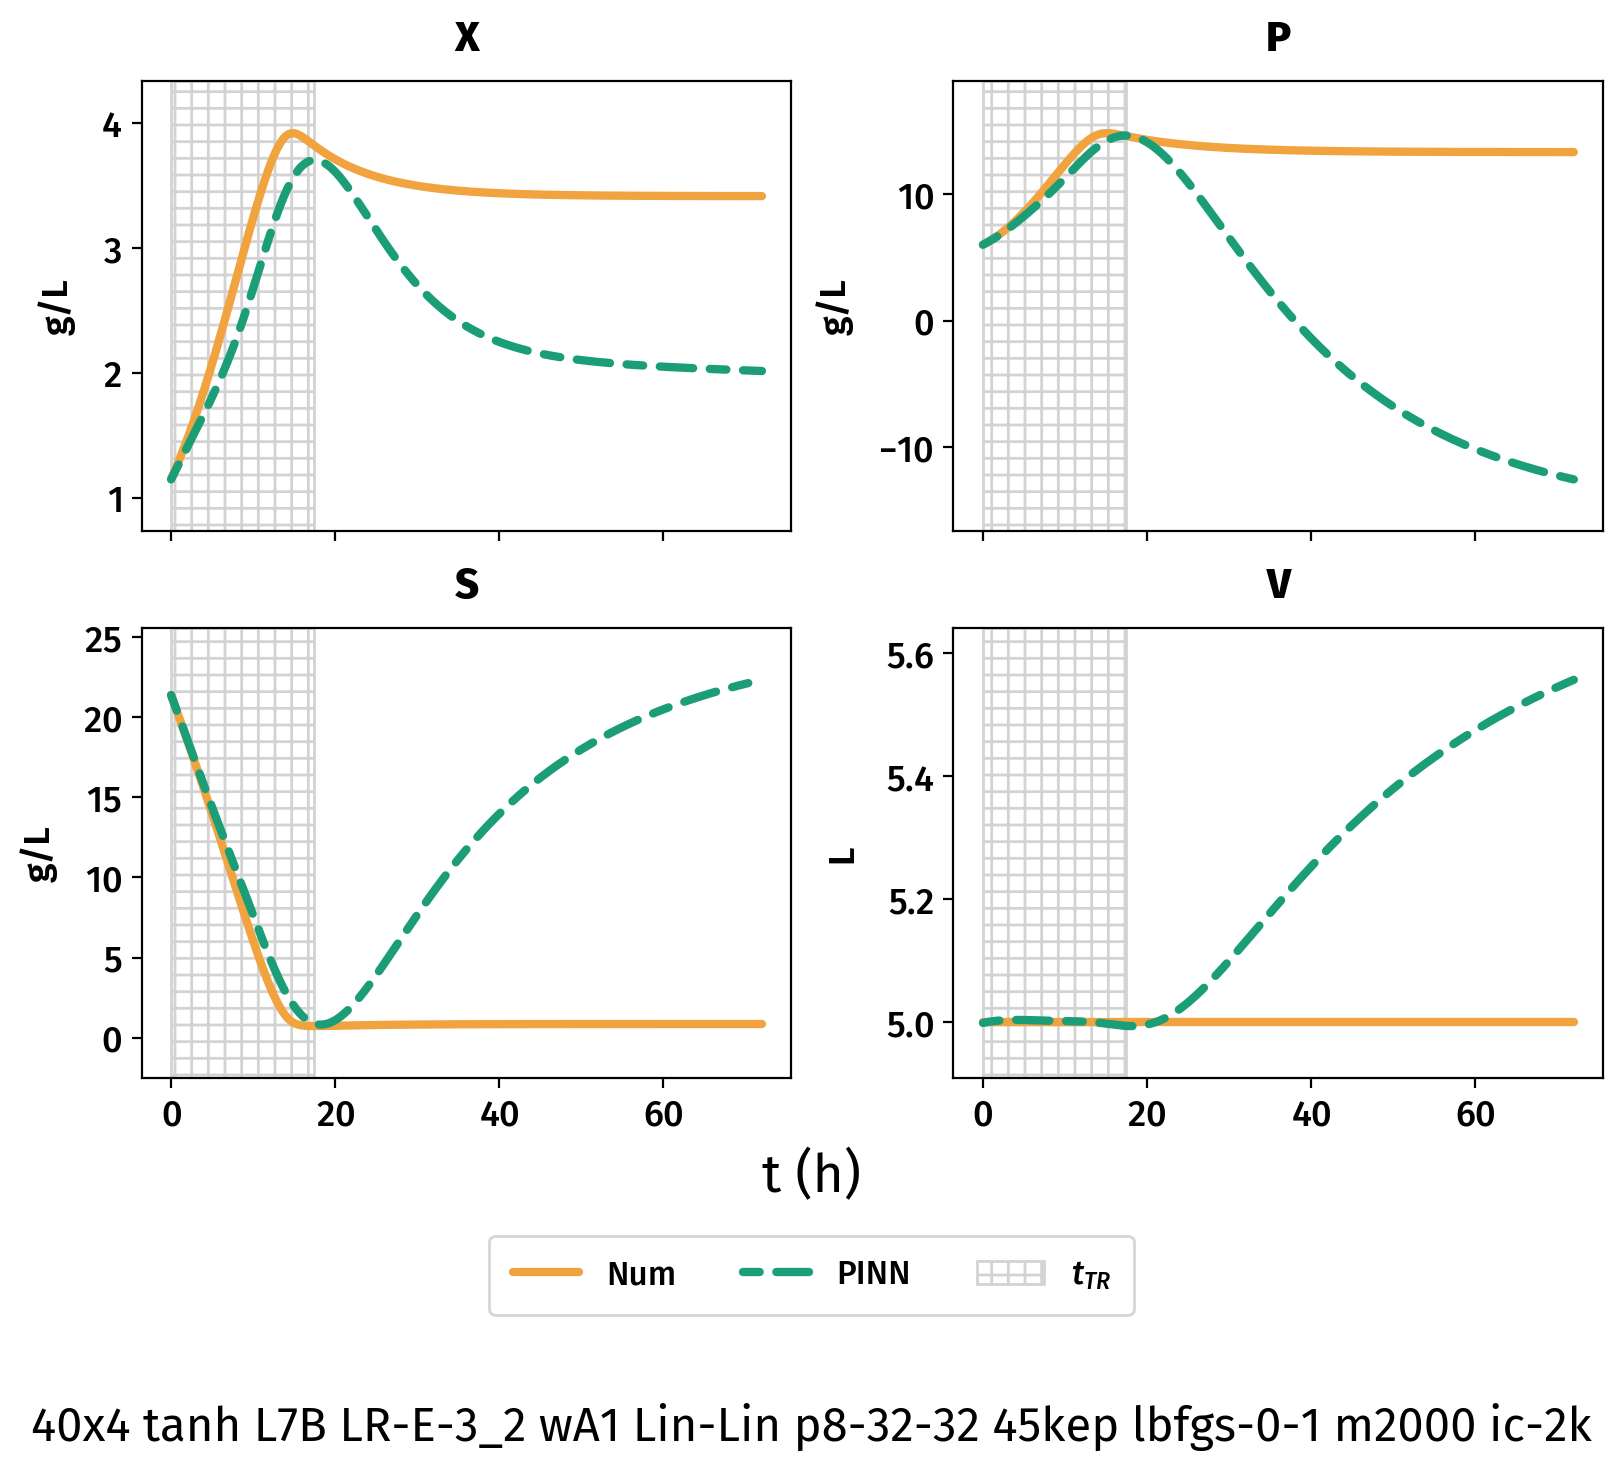 X
4
3
2
1
g/L
P
10
0
−10
g/L
S
25
20
15
10
5
0
g/L
0 20 40 60
V
5.6
5.4
5.2
5.0
L
0 20 40 60
t (h)
Num PINN tTR
40x4 tanh L7B LR-E-3_2 wA1 Lin-Lin p8-32-32 45kep lbfgs-0-1 m2000 ic-2k